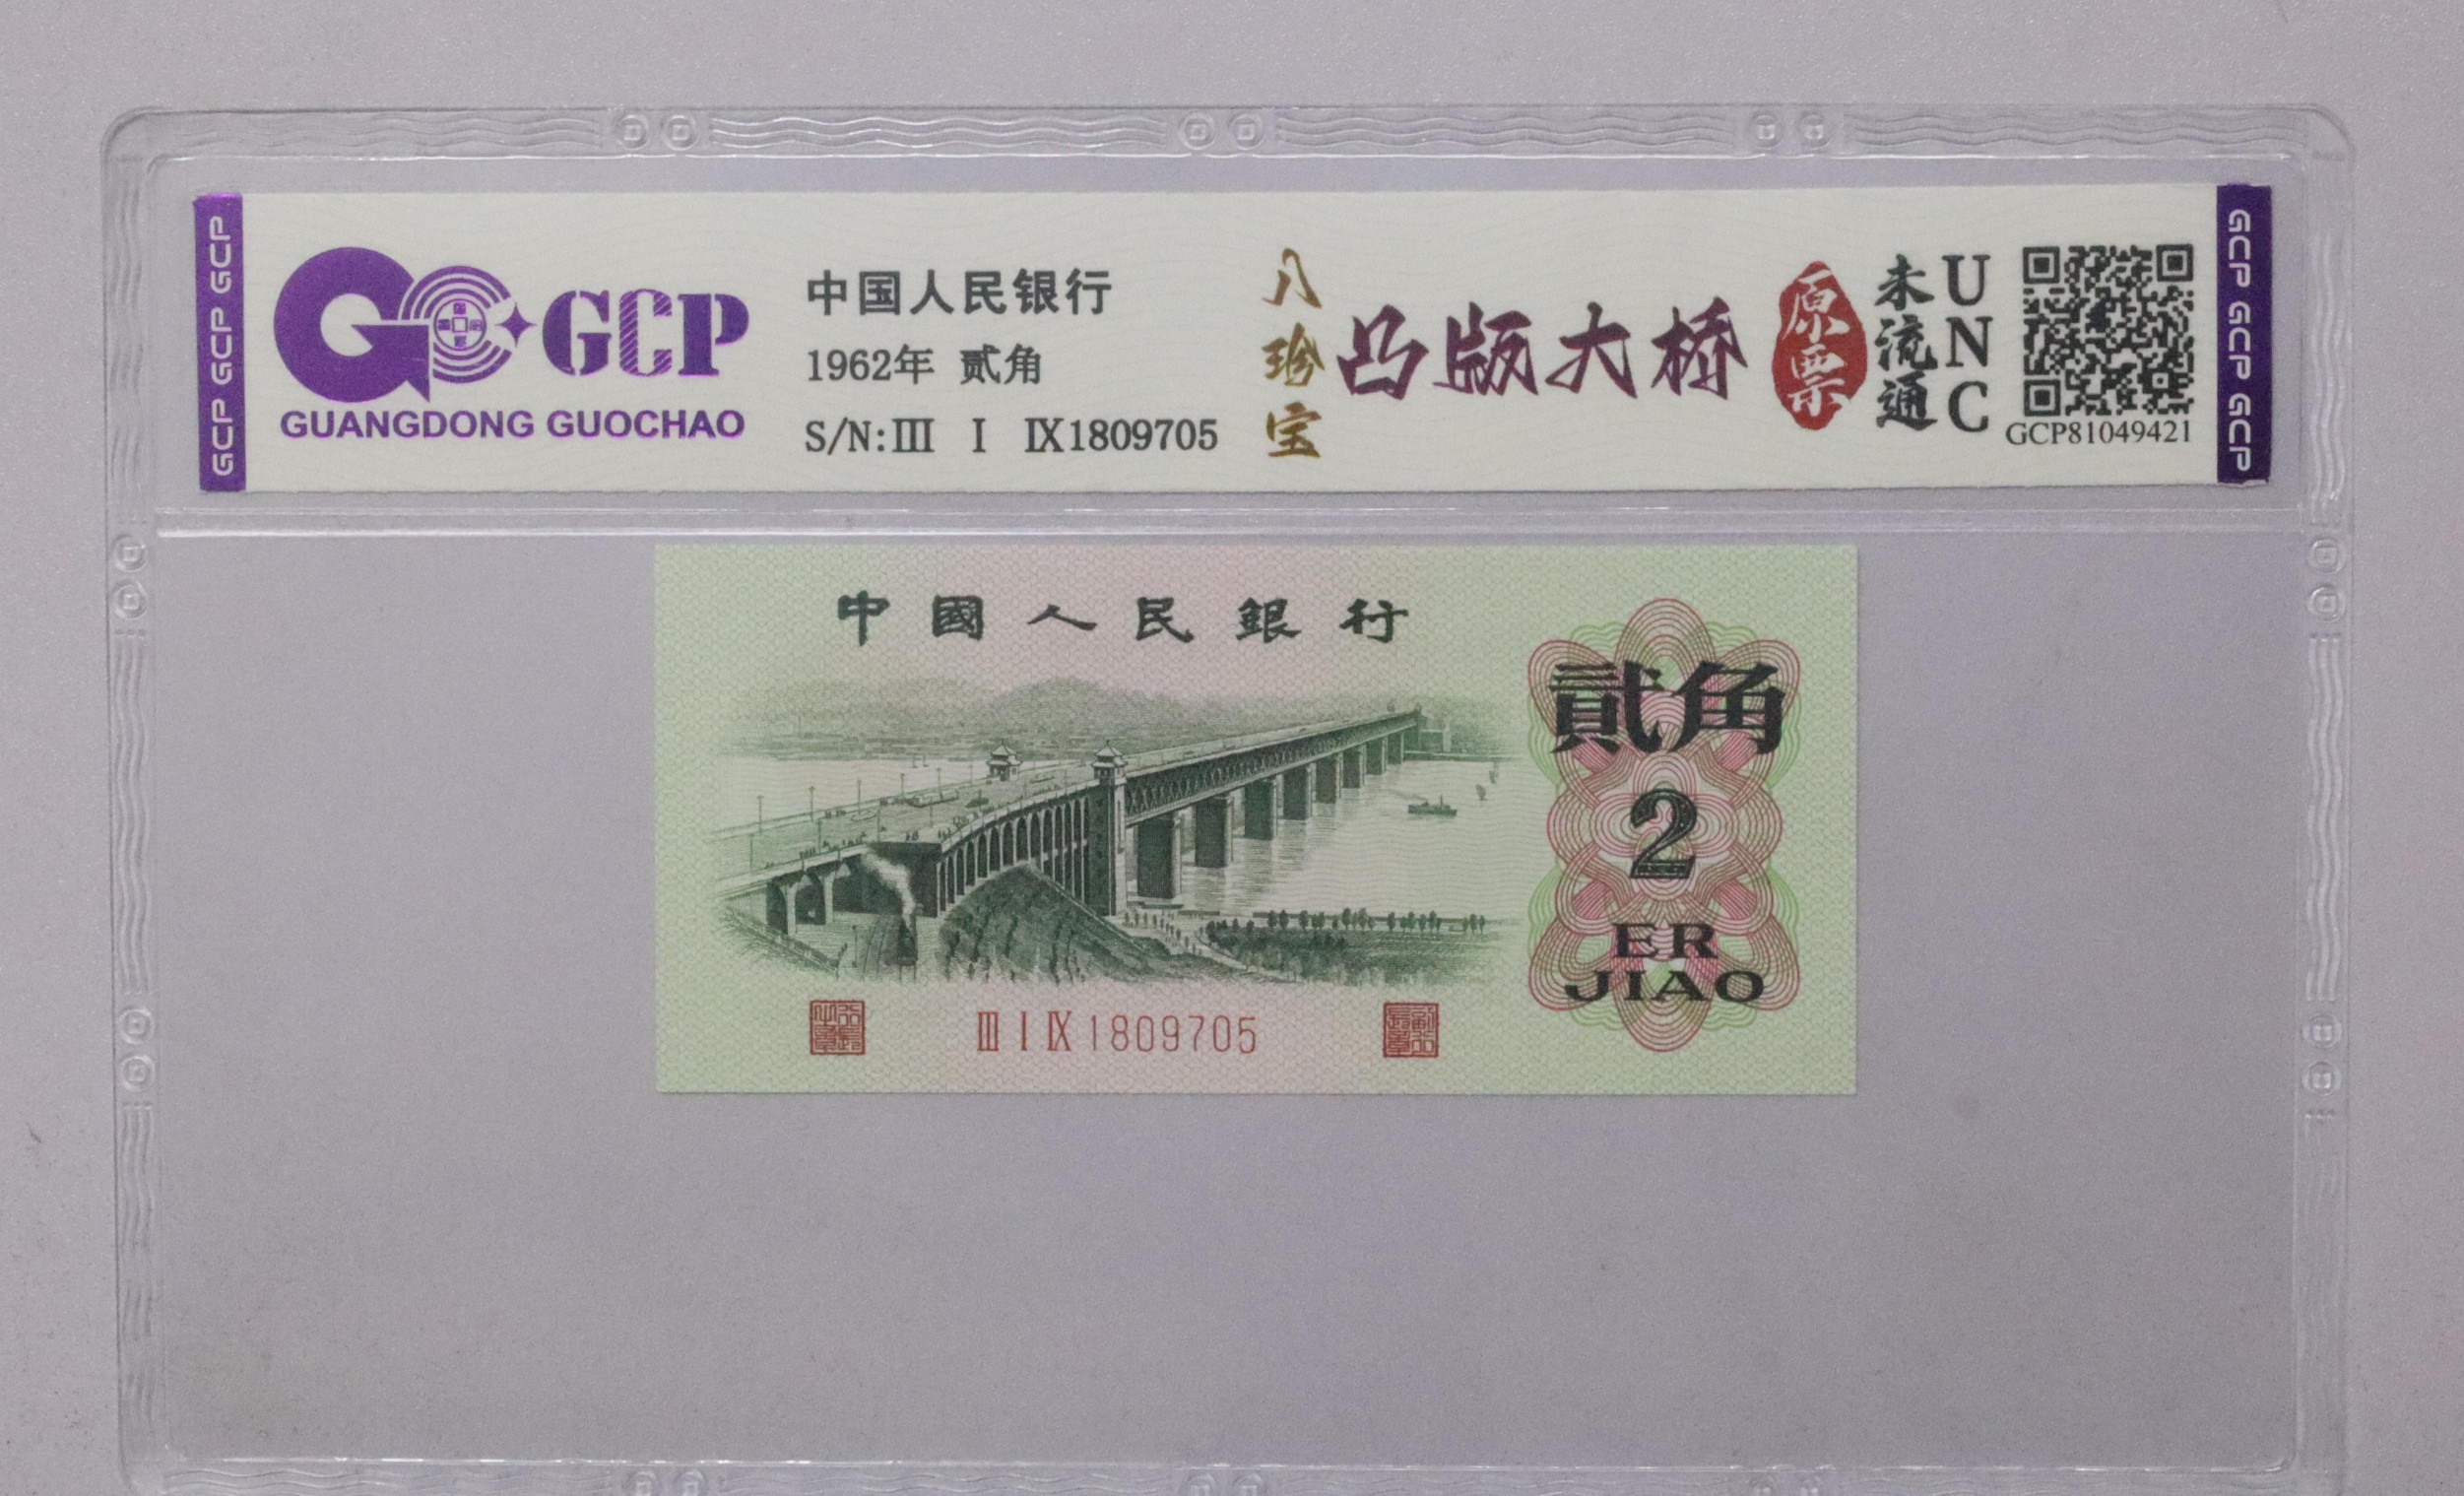 GCP GCP GCP
GCP
GUANGDONG GUOCHAO
中国人民银行
1962年 贰角
S/N:Ⅲ Ⅰ Ⅸ1809705
八珍宝
凸版大桥
原票
未流通
UNC
GCP81049421
GCP GCP GCP
中國人民銀行
貳角
2
ER
JIAO
Ⅲ Ⅰ Ⅸ 1809705